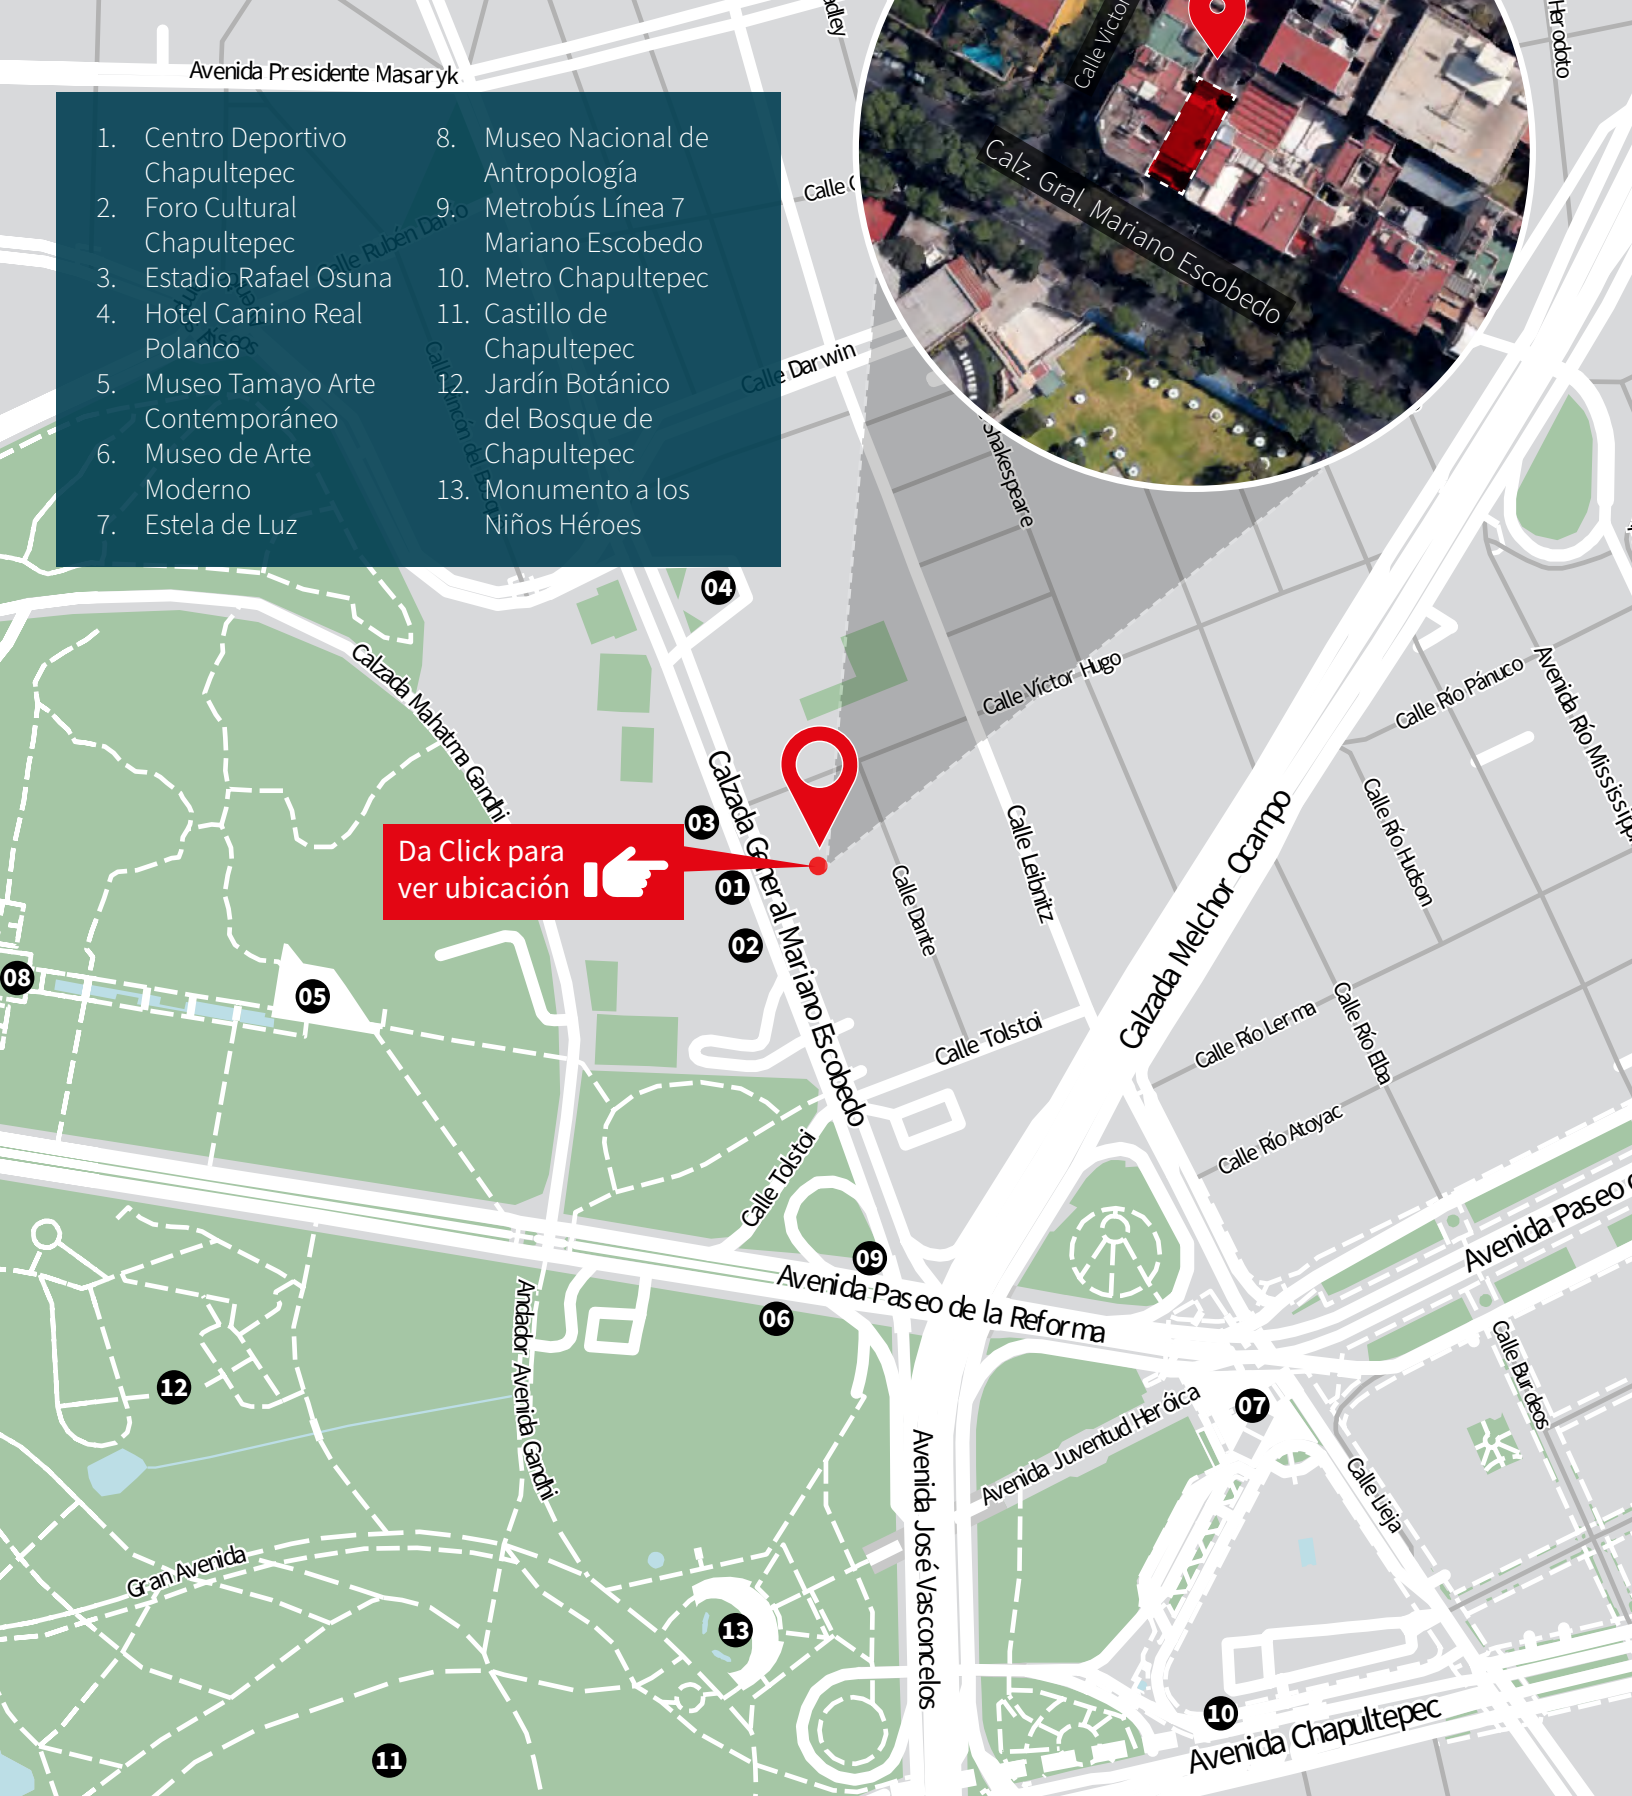 Avenida Presidente Masaryk
1. Centro Deportivo
Chapultepec
2. Foro Cultural
Chapultepec
3. Estadio Rafael Osuna
4. Hotel Camino Real
Polanco
5. Museo Tamayo Arte
Contemporáneo
6. Museo de Arte
Moderno
7. Estela de Luz
8. Museo Nacional de
Antropología
9. Metrobús Línea 7
Mariano Escobedo
10. Metro Chapultepec
11. Castillo de
Chapultepec
12. Jardín Botánico
del Bosque de
Chapultepec
13. Monumento a los
Niños Héroes
Calle Rubén Darío
Calle
Calle Darwin
Calle Victor
Calz. Gral. Mariano Escobedo
Herodoto
Shakespeare
04
Calzada Mahatma Gandhi
Calle Víctor Hugo
Calle Río Pánuco
Avenida Río Mississippi
Calzada General Mariano Escobedo
03
Da Click para
ver ubicación
01
02
Calle Dante
Calle Leibnitz
Calzada Melchor Ocampo
Calle Río Hudson
08
05
Calle Tolstoi
Calle Río Lerma
Calle Río Elba
Calle Río Atoyac
Calle Tolstoi
09
Avenida Paseo de la Reforma
Avenida Paseo
06
Andador Avenida Gandhi
12
07
Calle Burdeos
Avenida Juventud Heróica
Calle Lieja
Avenida José Vasconcelos
Gran Avenida
13
10
Avenida Chapultepec
11